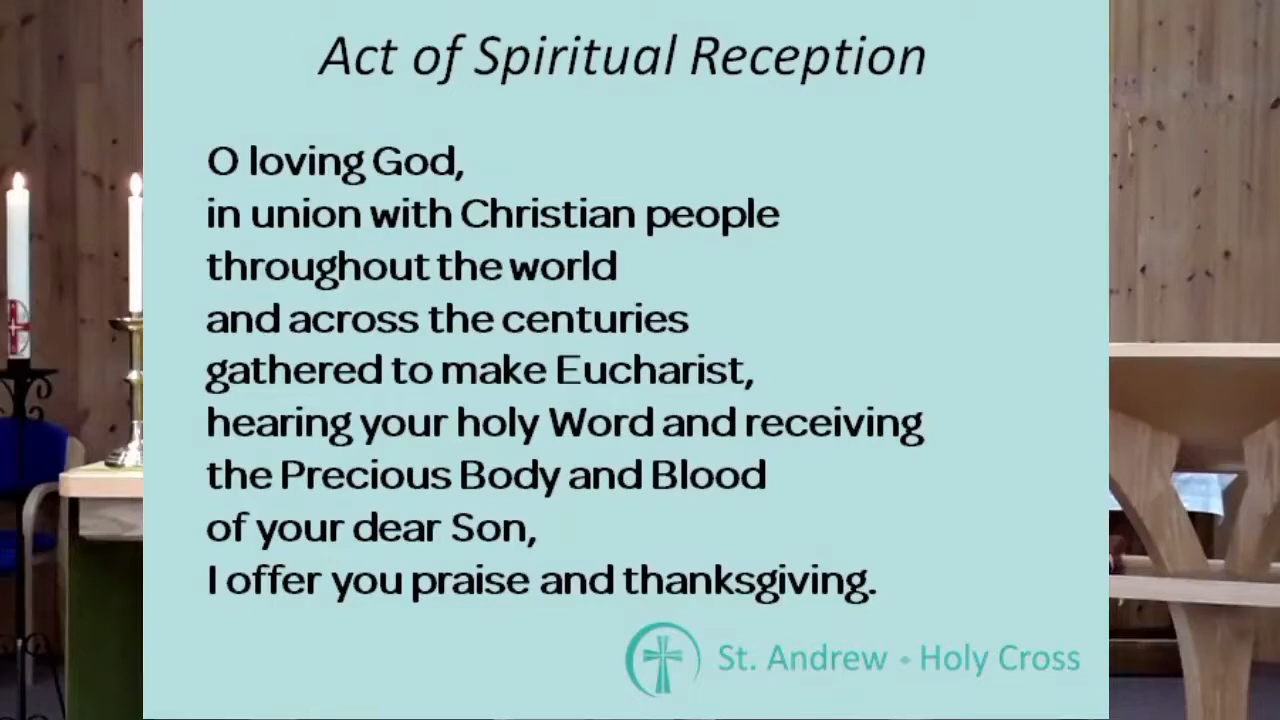 Act of Spiritual Reception
O loving God,
in union with Christian people
throughout the world
and across the centuries
gathered to make Eucharist,
hearing your holy Word and receiving
the Precious Body and Blood
of your dear Son,
I offer you praise and thanksgiving.
St. Andrew • Holy Cross